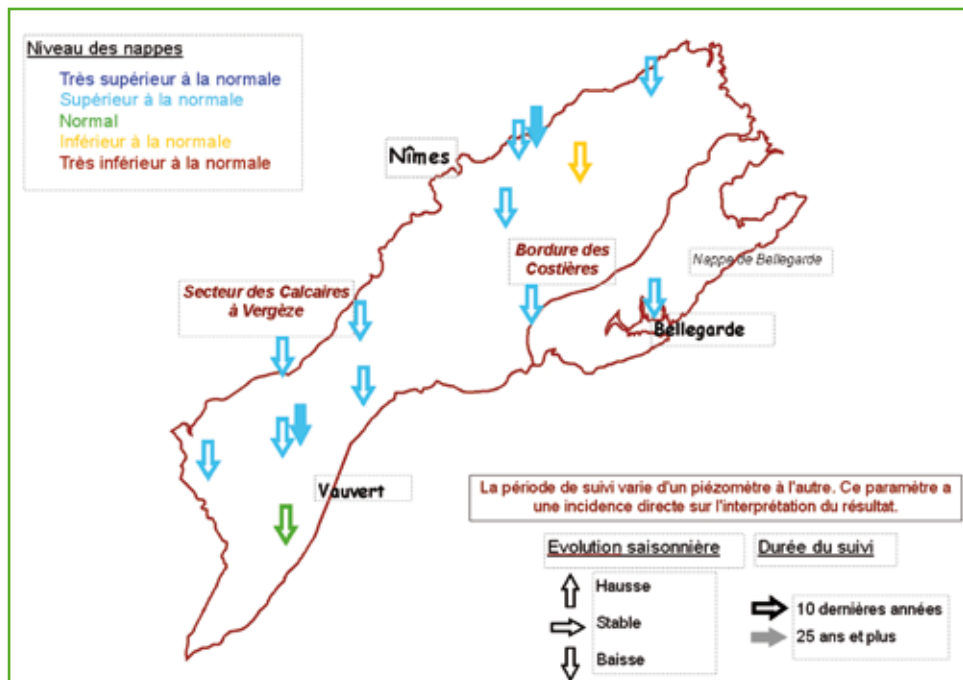 Niveau des nappes
Très supérieur à la normale
Supérieur à la normale
Normal
Inférieur à la normale
Très inférieur à la normale
Nîmes
Bordure des
Costières
Nappe de Bellegarde
Secteur des Calcaires
à Vergèze
Bellegarde
Vauvert
La période de suivi varie d'un piézomètre à l'autre. Ce paramètre a
une incidence directe sur l'interprétation du résultat.
Evolution saisonnière
Hausse
Stable
Baisse
Durée du suivi
10 dernières années
25 ans et plus